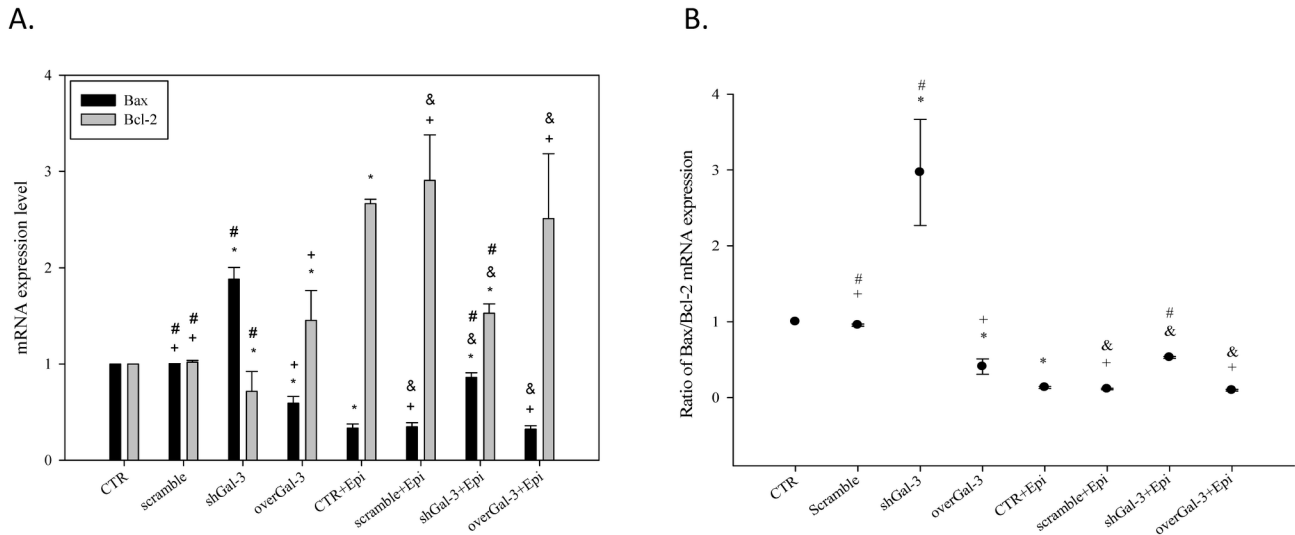 A.
mRNA expression level
4
3
2
1
0
Bax
Bcl-2
#
+
#
+
#
*
#
*
+
*
+
*
*
*
&
+
&
+
#
&
*
#
&
*
&
+
&
+
CTR
scramble
shGal-3
overGal-3
CTR+Epi
scramble+Epi
shGal-3+Epi
overGal-3+Epi
B.
Ratio of Bax/Bcl-2 mRNA expression
4
3
2
1
0
#
+
#
*
+
*
*
&
+
#
&
&
+
CTR
Scramble
shGal-3
overGal-3
CTR+Epi
scramble+Epi
shGal-3+Epi
overGal-3+Epi